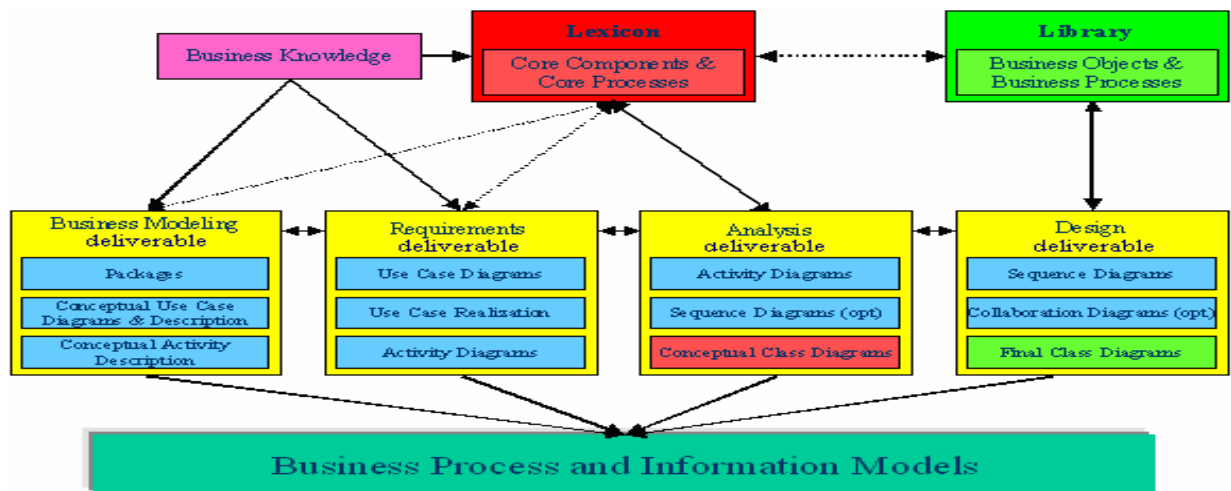 Business Knowledge
Lexicon
Core Components &
Core Processes
Library
Business Objects &
Business Processes
Business Modeling
deliverable
Packages
Conceptual Use Case
Diagrams & Description
Conceptual Activity
Description
Requirements
deliverable
Use Case Diagrams
Use Case Realization
Activity Diagrams
Analysis
deliverable
Activity Diagrams
Sequence Diagrams (opt)
Conceptual Class Diagrams
Design
deliverable
Sequence Diagrams
Collaboration Diagrams (opt)
Final Class Diagrams
Business Process and Information Models